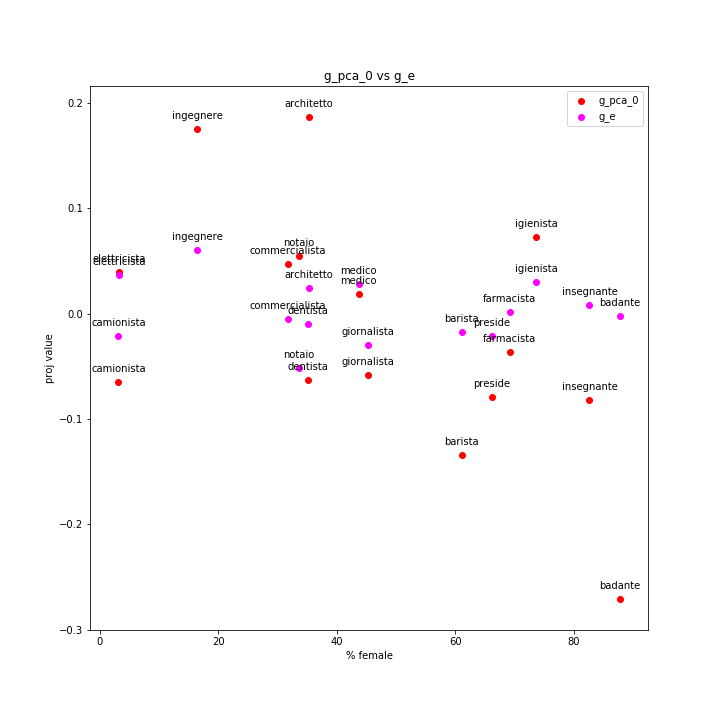 g_pca_0 vs g_e
g_pca_0
g_e
proj value
0.2
0.1
0.0
−0.1
−0.2
−0.3
architetto
ingegnere
igienista
ingegnere
notaio
commercialista
elettricista
elettricista
medico
medico
architetto
igienista
insegnante
farmacista
badante
commercialista
dentista
camionista
barista
preside
giornalista
farmacista
notaio
dentista
giornalista
camionista
preside
insegnante
barista
badante
0
20
40
60
80
% female